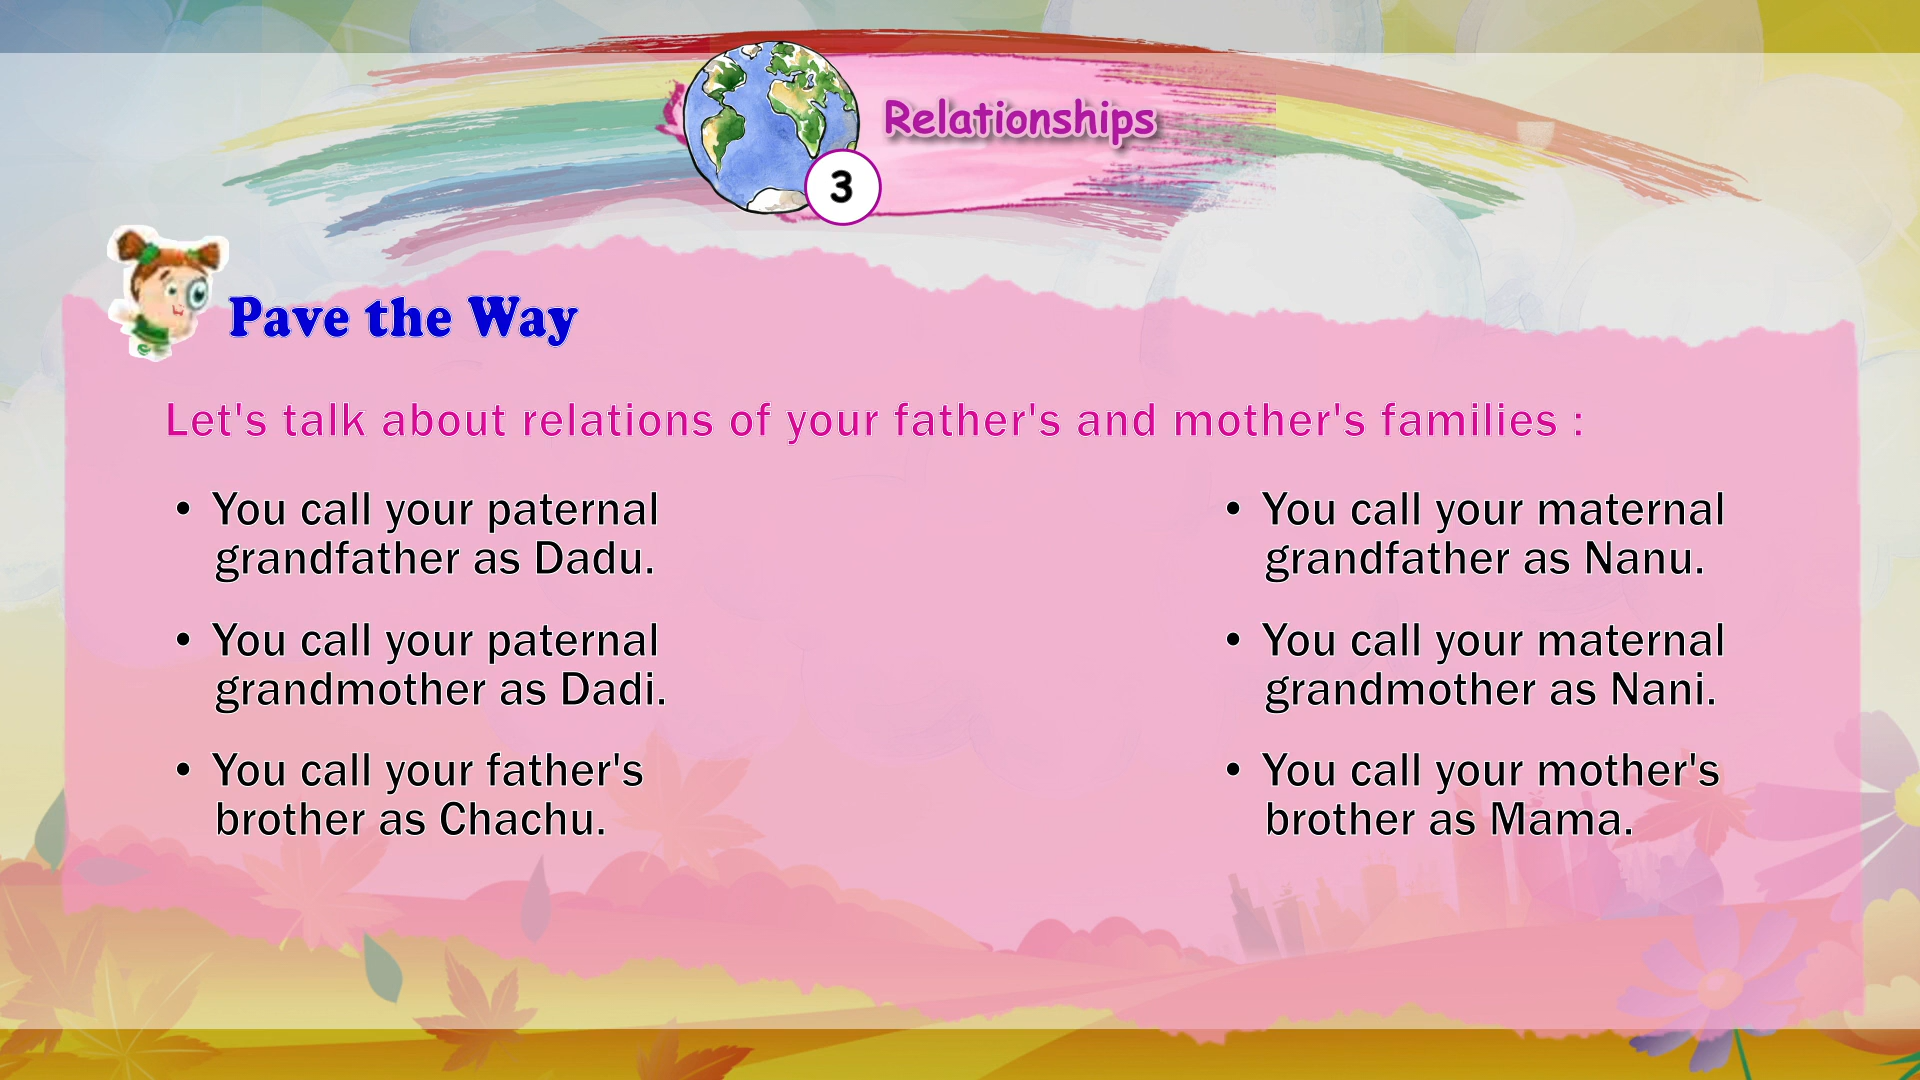 Relationships
3
Pave the Way
Let's talk about relations of your father's and mother's families :
• You call your paternal
grandfather as Dadu.
• You call your paternal
grandmother as Dadi.
• You call your father's
brother as Chachu.
• You call your maternal
grandfather as Nanu.
• You call your maternal
grandmother as Nani.
• You call your mother's
brother as Mama.